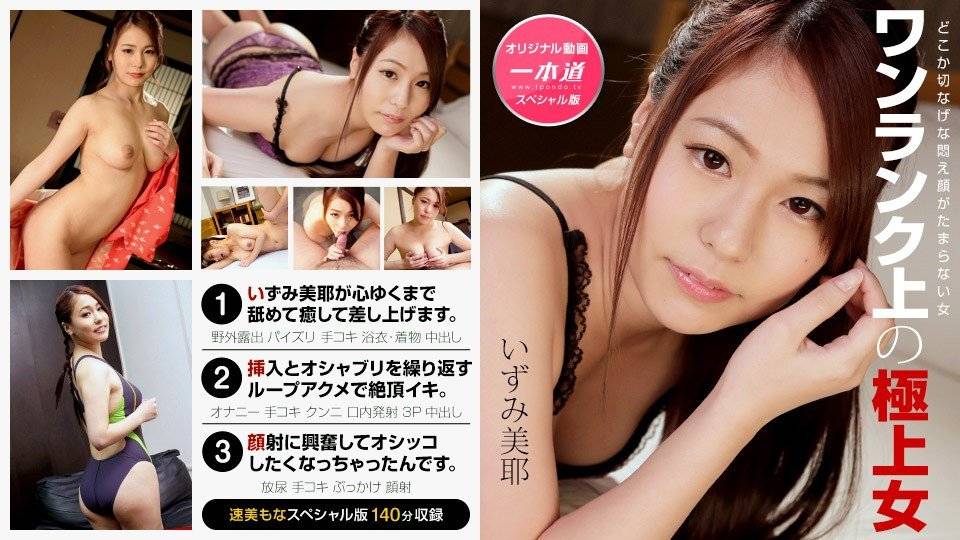 オリジナル動画
一本道
www.1pondo.tv
スペシャル版
どこか切なげな悶え顔がたまらない女
ワンランク上の極上女
いずみ美耶
1 いずみ美耶が心ゆくまで
舐めて癒して差し上げます。
野外露出 パイズリ 手コキ 浴衣・着物 中出し
2 挿入とオシャブリを繰り返す
ループアクメで絶頂イキ。
オナニー 手コキ クンニ 口内発射 3P 中出し
3 顔射に興奮してオシッコ
したくなっちゃったんです。
放尿 手コキ ぶっかけ 顔射
速美もなスペシャル版 140分収録